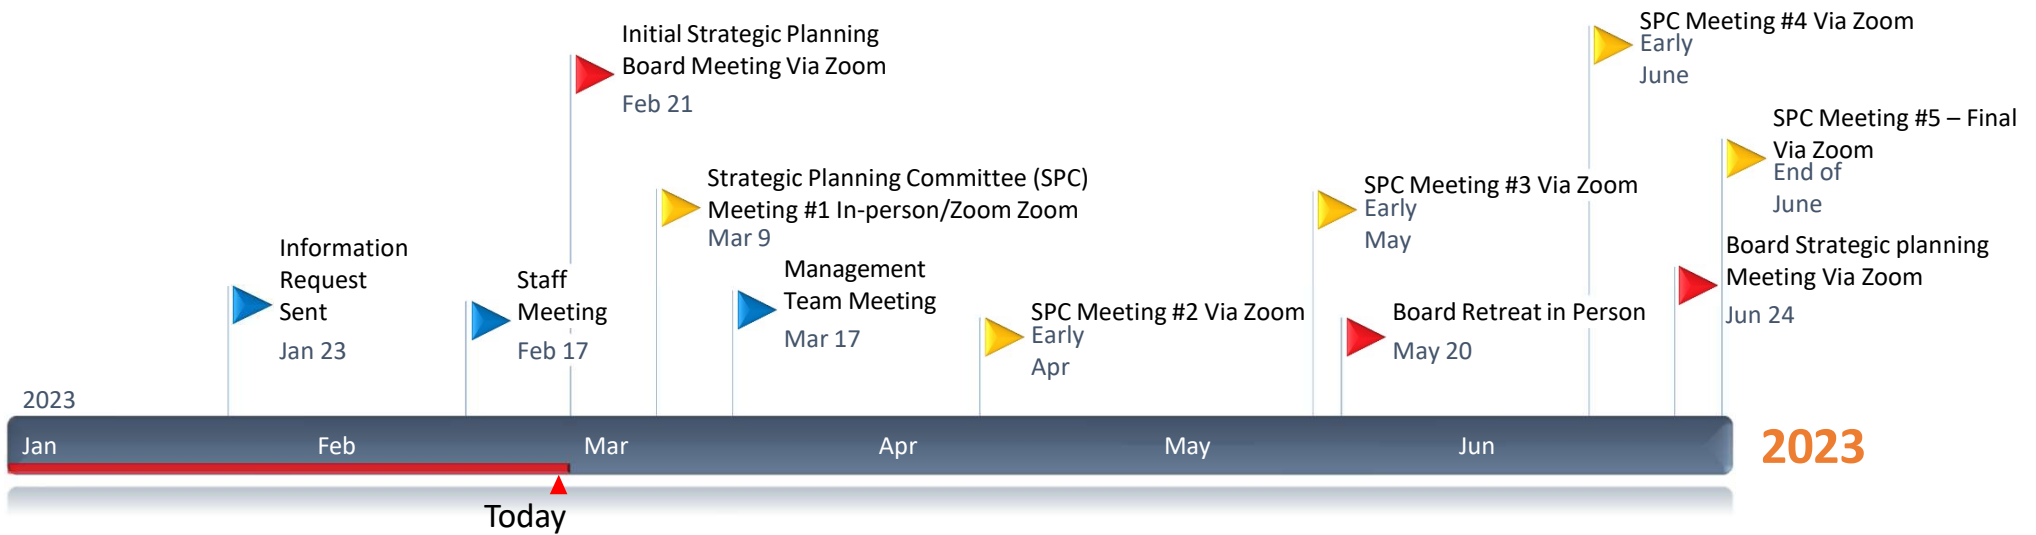 Initial Strategic Planning
Board Meeting Via Zoom
Feb 21
SPC Meeting #4 Via Zoom
Early
June
SPC Meeting #5 – Final
Via Zoom
End of
June
Strategic Planning Committee (SPC)
Meeting #1 In-person/Zoom Zoom
Mar 9
SPC Meeting #3 Via Zoom
Early
May
Information
Request
Sent
Jan 23
Staff
Meeting
Feb 17
Management
Team Meeting
Mar 17
SPC Meeting #2 Via Zoom
Early
Apr
Board Retreat in Person
May 20
Board Strategic planning
Meeting Via Zoom
Jun 24
2023
Jan Feb Mar Apr May Jun
2023
Today